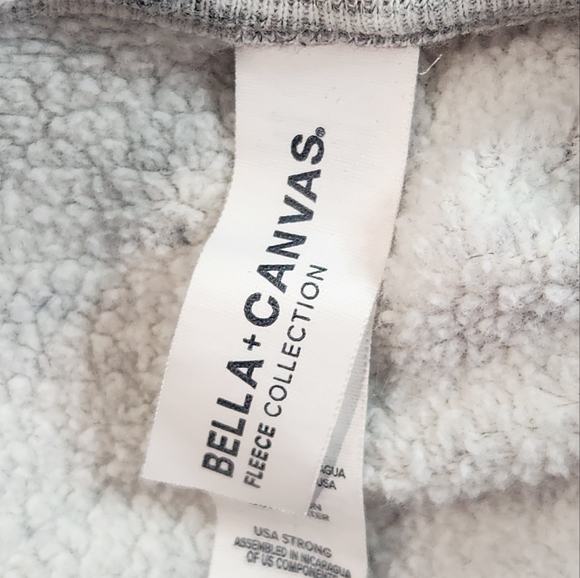 BELLA+CANVAS®
FLEECE COLLECTION
USA STRONG
ASSEMBLED IN NICARAGUA
OF US COMPONENTS